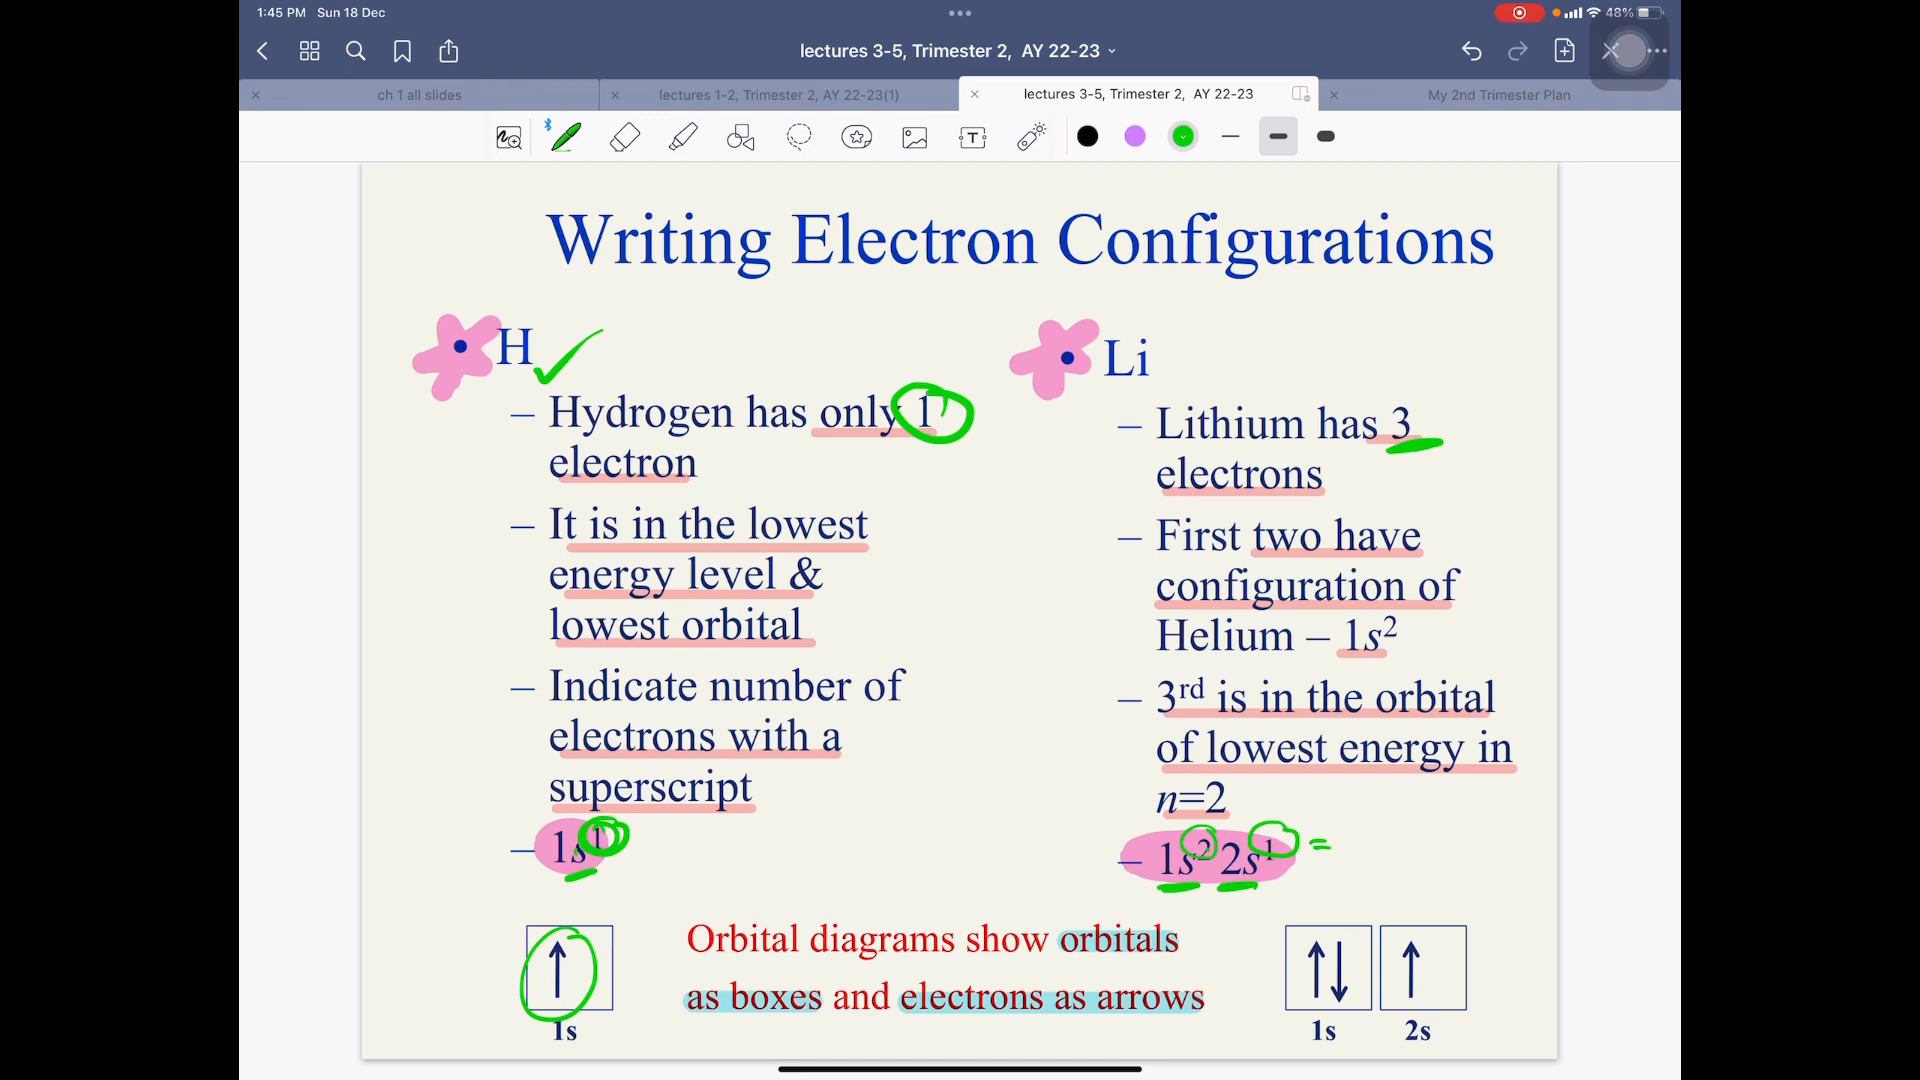 1:45 PM Sun 18 Dec
48%
lectures 3-5, Trimester 2, AY 22-23
ch 1 all slides
lectures 1-2, Trimester 2, AY 22-23(1)
lectures 3-5, Trimester 2, AY 22-23
My 2nd Trimester Plan
T
Writing Electron Configurations
• H
– Hydrogen has only 1
electron
– It is in the lowest
energy level &
lowest orbital
– Indicate number of
electrons with a
superscript
– 1s¹
• Li
– Lithium has 3
electrons
– First two have
configuration of
Helium – 1s²
– 3rd is in the orbital
of lowest energy in
n=2
– 1s² 2s¹ =
Orbital diagrams show orbitals
as boxes and electrons as arrows
1s
1s
2s